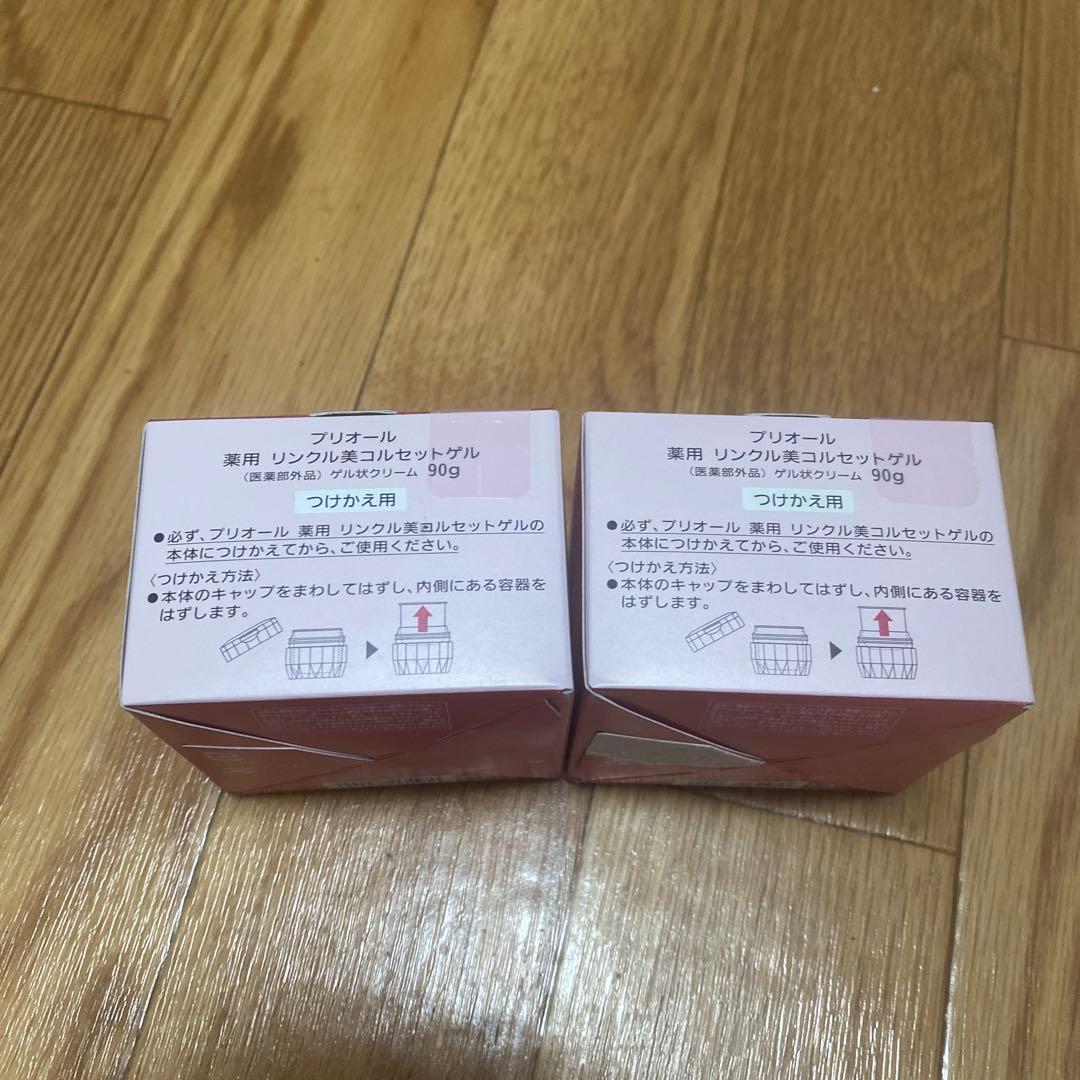 プリオール
薬用 リンクル美コルセットゲル
（医薬部外品）ゲル状クリーム 90g
つけかえ用
●必ず、プリオール 薬用 リンクル美コルセットゲルの
本体につけかえてから、ご使用ください。
〈つけかえ方法〉
●本体のキャップをまわしてはずし、内側にある容器を
はずします。
プリオール
薬用 リンクル美コルセットゲル
（医薬部外品）ゲル状クリーム 90g
つけかえ用
●必ず、プリオール 薬用 リンクル美コルセットゲルの
本体につけかえてから、ご使用ください。
〈つけかえ方法〉
●本体のキャップをまわしてはずし、内側にある容器を
はずします。